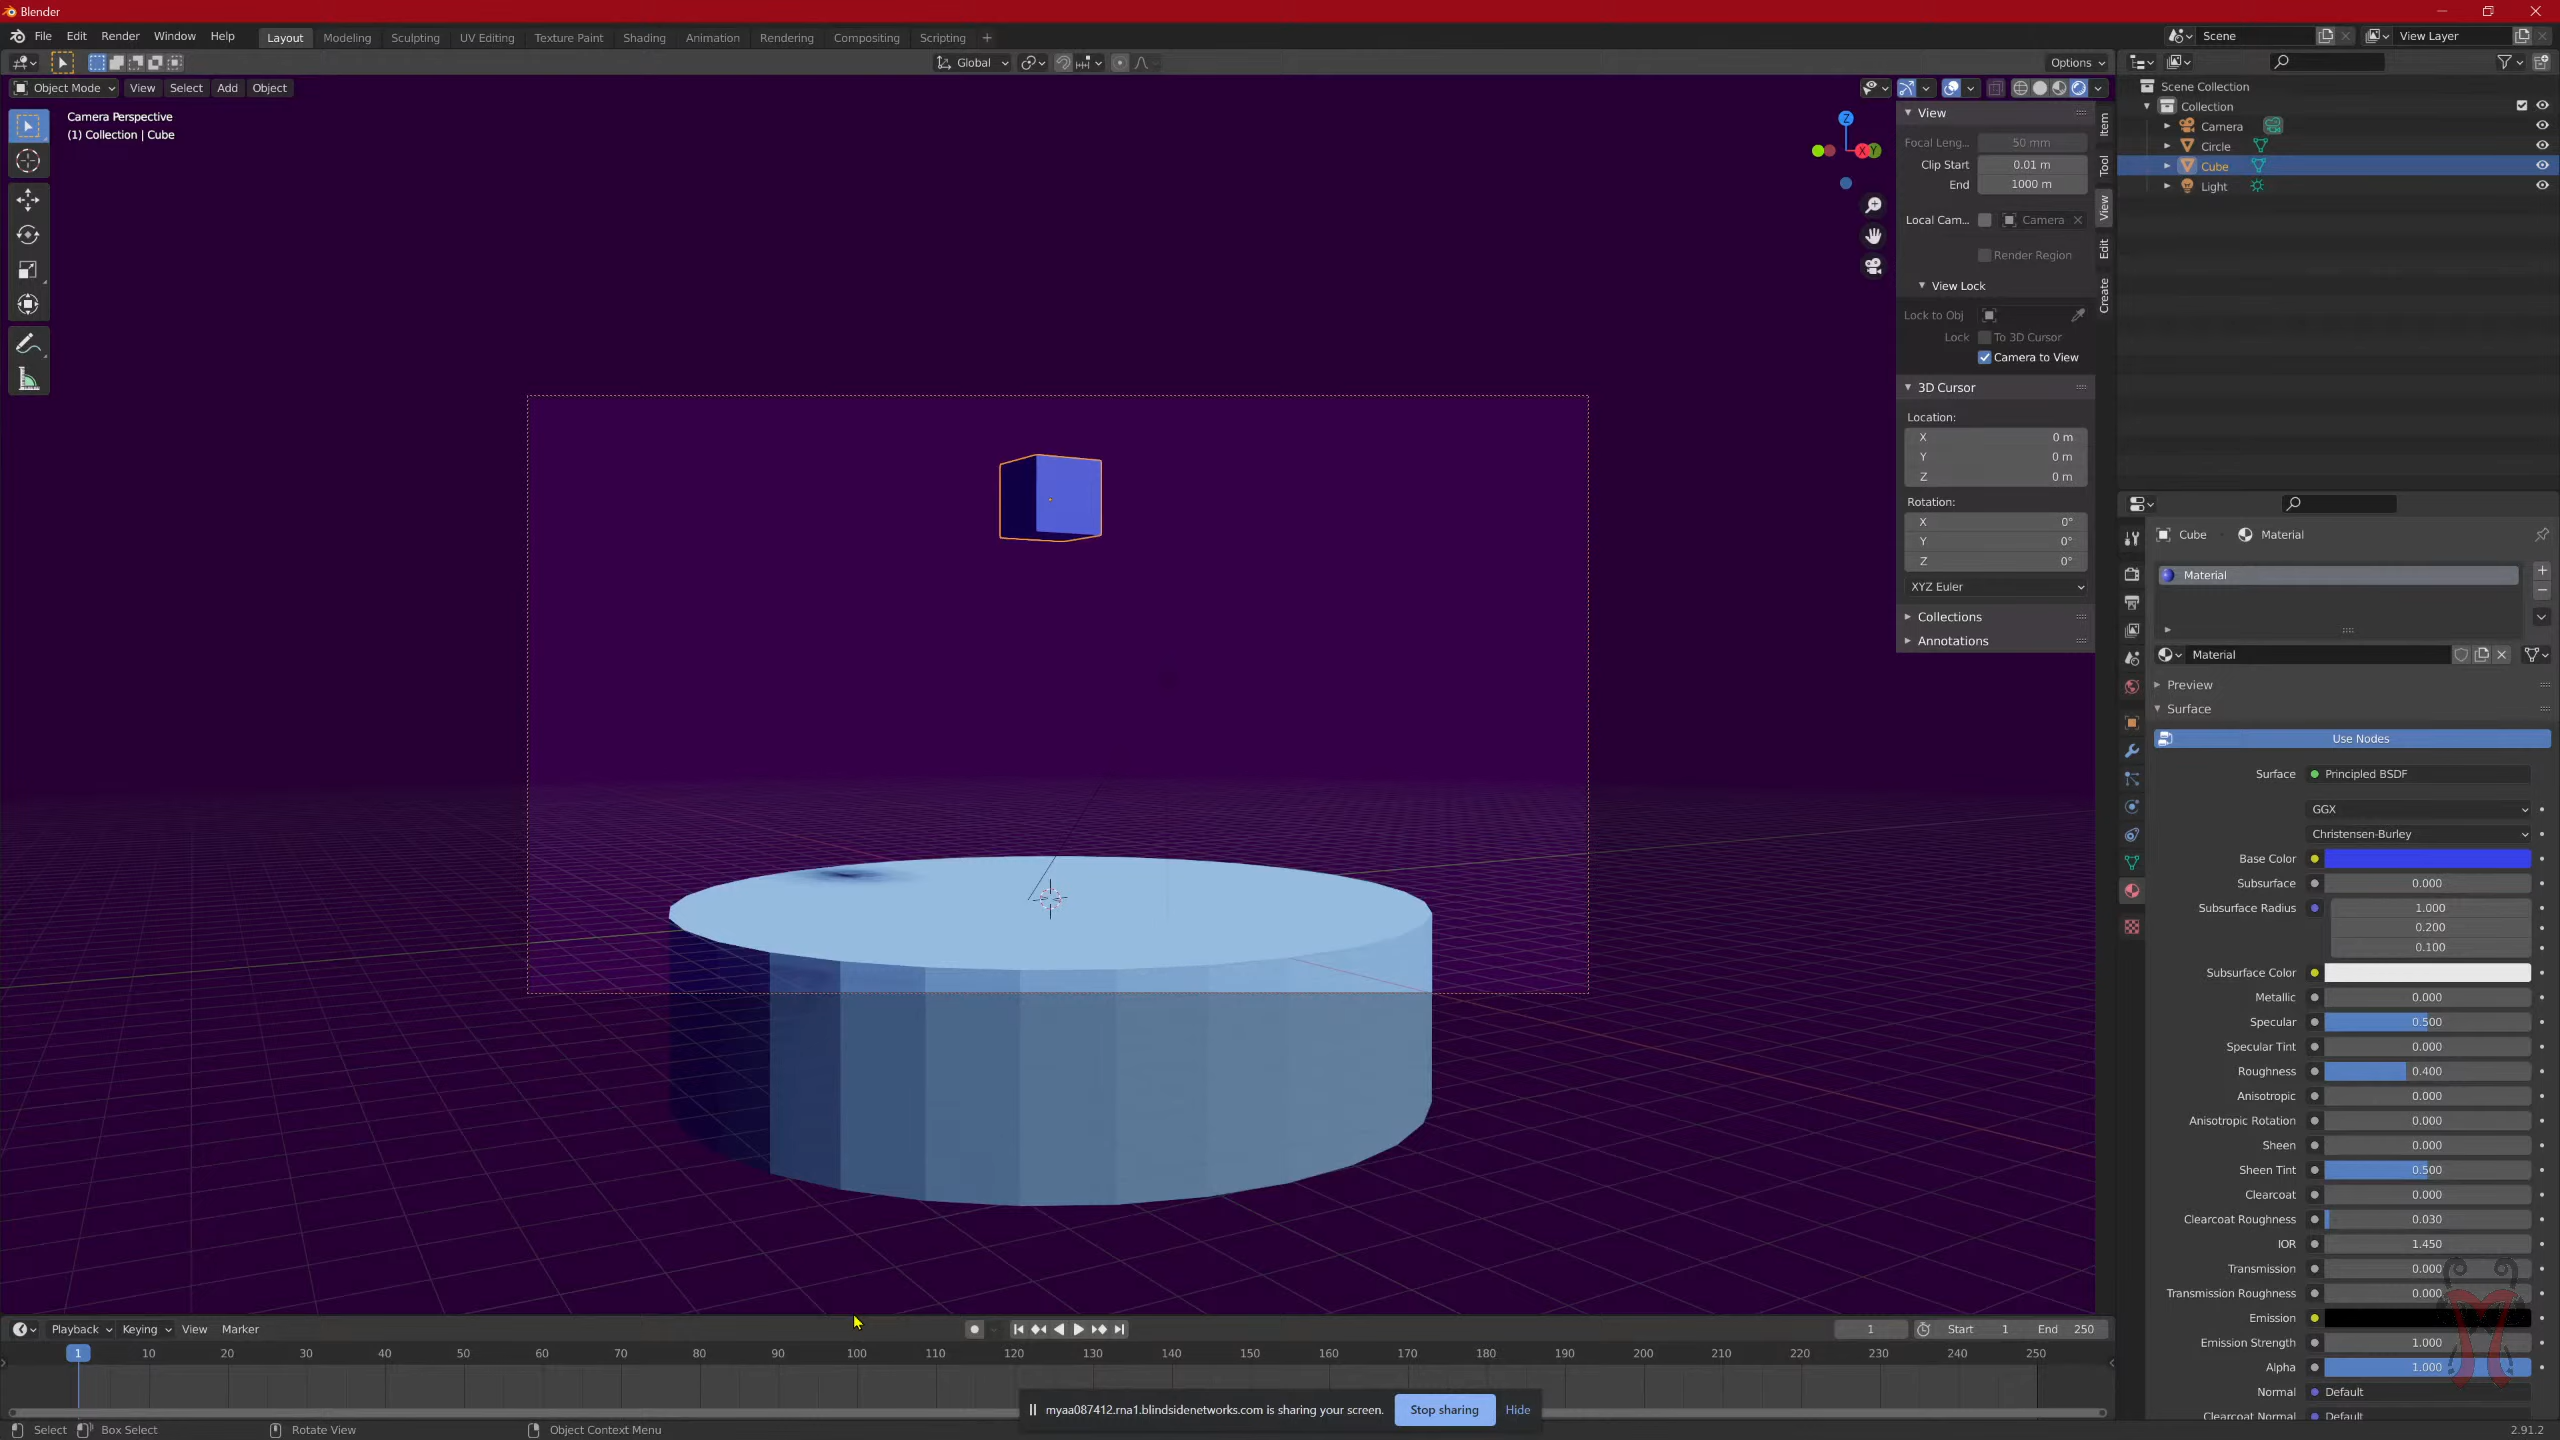 Blender
File Edit Render Window Help Layout Modeling Sculpting UV Editing Texture Paint Shading Animation Rendering Compositing Scripting + Scene View Layer
Global Options
Object Mode View Select Add Object
Camera Perspective
(1) Collection | Cube
Z
X Y
View
Focal Leng... 50 mm
Clip Start 0.01 m
End 1000 m
Local Cam... Camera
Render Region
View Lock
Lock to Obj
Lock To 3D Cursor
Camera to View
3D Cursor
Location:
X 0 m
Y 0 m
Z 0 m
Rotation:
X 0°
Y 0°
Z 0°
XYZ Euler
Collections
Annotations
Item
Tool
View
Edit
Create
Scene Collection
Collection
Camera
Circle
Cube
Light
Cube Material
Material
Material
Preview
Surface
Use Nodes
Surface Principled BSDF
GGX
Christensen-Burley
Base Color
Subsurface 0.000
Subsurface Radius 1.000
0.200
0.100
Subsurface Color
Metallic 0.000
Specular 0.500
Specular Tint 0.000
Roughness 0.400
Anisotropic 0.000
Anisotropic Rotation 0.000
Sheen 0.000
Sheen Tint 0.500
Clearcoat 0.000
Clearcoat Roughness 0.030
IOR 1.450
Transmission 0.000
Transmission Roughness 0.000
Emission
Emission Strength 1.000
Alpha 1.000
Normal Default
Clearcoat Normal Default
Playback Keying View Marker 1 Start 1 End 250
1 10 20 30 40 50 60 70 80 90 100 110 120 130 140 150 160 170 180 190 200 210 220 230 240 250
myaa087412.rna1.blindsidenetworks.com is sharing your screen. Stop sharing Hide
Select Box Select Rotate View Object Context Menu 2.91.2